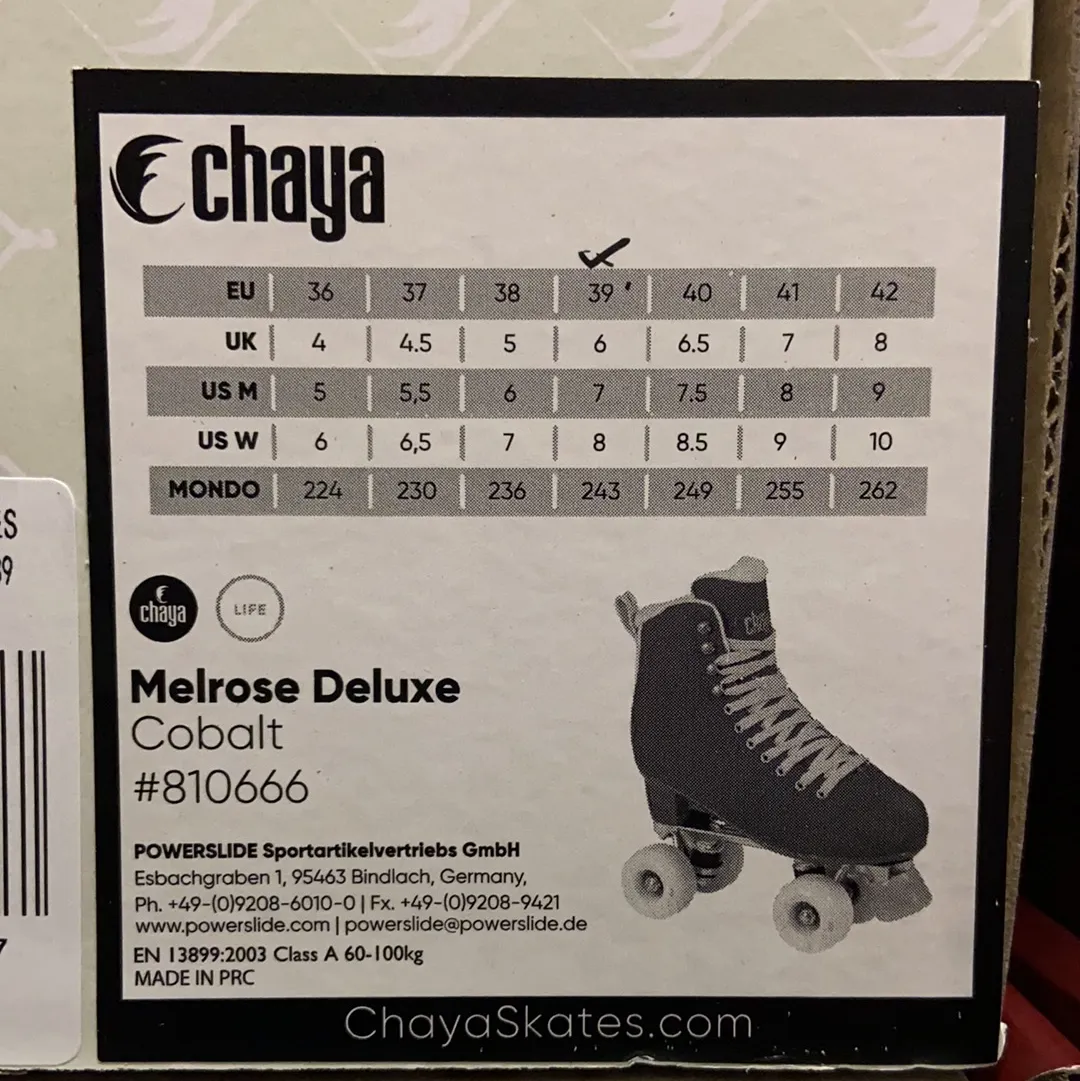 chaya
EU 36 37 38 39 40 41 42
UK 4 4.5 5 6 6.5 7 8
US M 5 5,5 6 7 7.5 8 9
US W 6 6,5 7 8 8.5 9 10
MONDO 224 230 236 243 249 255 262
chaya LIFE
Melrose Deluxe
Cobalt
#810666
POWERSLIDE Sportartikelvertriebs GmbH
Esbachgraben 1, 95463 Bindlach, Germany,
Ph. +49-(0)9208-6010-0 | Fx. +49-(0)9208-9421
www.powerslide.com | powerslide@powerslide.de
EN 13899:2003 Class A 60-100kg
MADE IN PRC
ChayaSkates.com